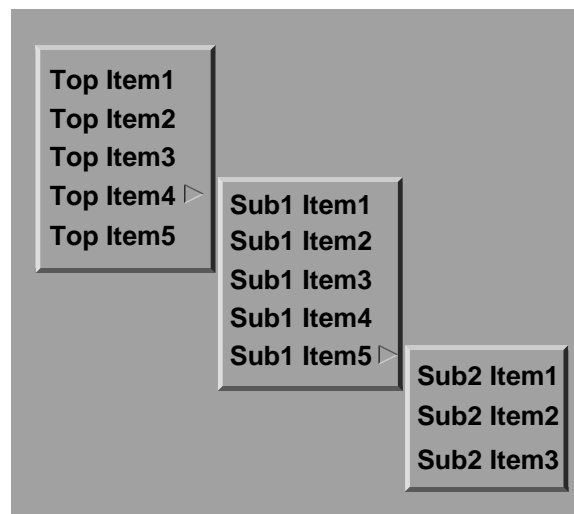 Top Item1
Top Item2
Top Item3
Top Item4
Top Item5
Sub1 Item1
Sub1 Item2
Sub1 Item3
Sub1 Item4
Sub1 Item5
Sub2 Item1
Sub2 Item2
Sub2 Item3